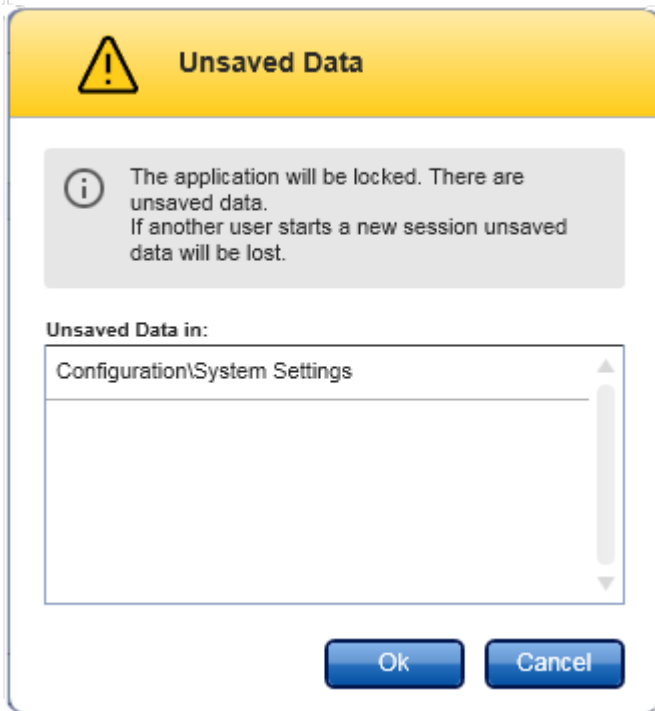 Unsaved Data
The application will be locked. There are
unsaved data.
If another user starts a new session unsaved
data will be lost.
Unsaved Data in:
Configuration\System Settings
Ok
Cancel